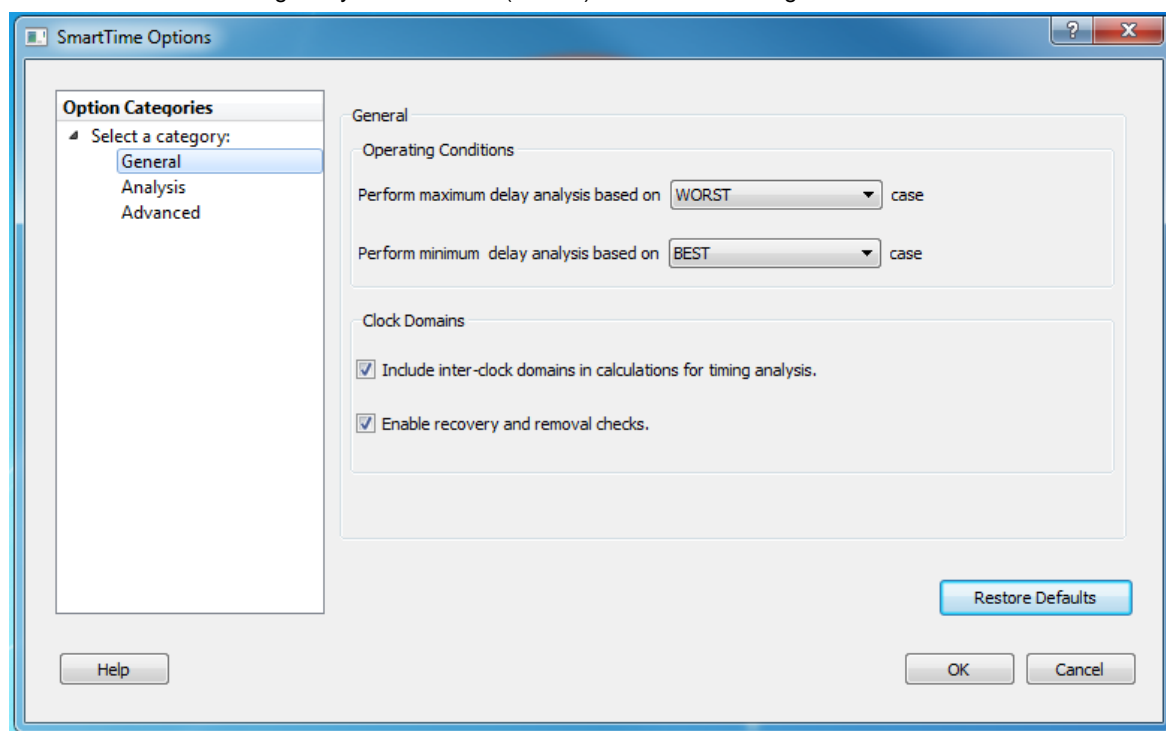 SmartTime Options
?
X
Option Categories
Select a category:
General
Analysis
Advanced
General
Operating Conditions
Perform maximum delay analysis based on WORST case
Perform minimum delay analysis based on BEST case
Clock Domains
Include inter-clock domains in calculations for timing analysis.
Enable recovery and removal checks.
Restore Defaults
Help OK Cancel